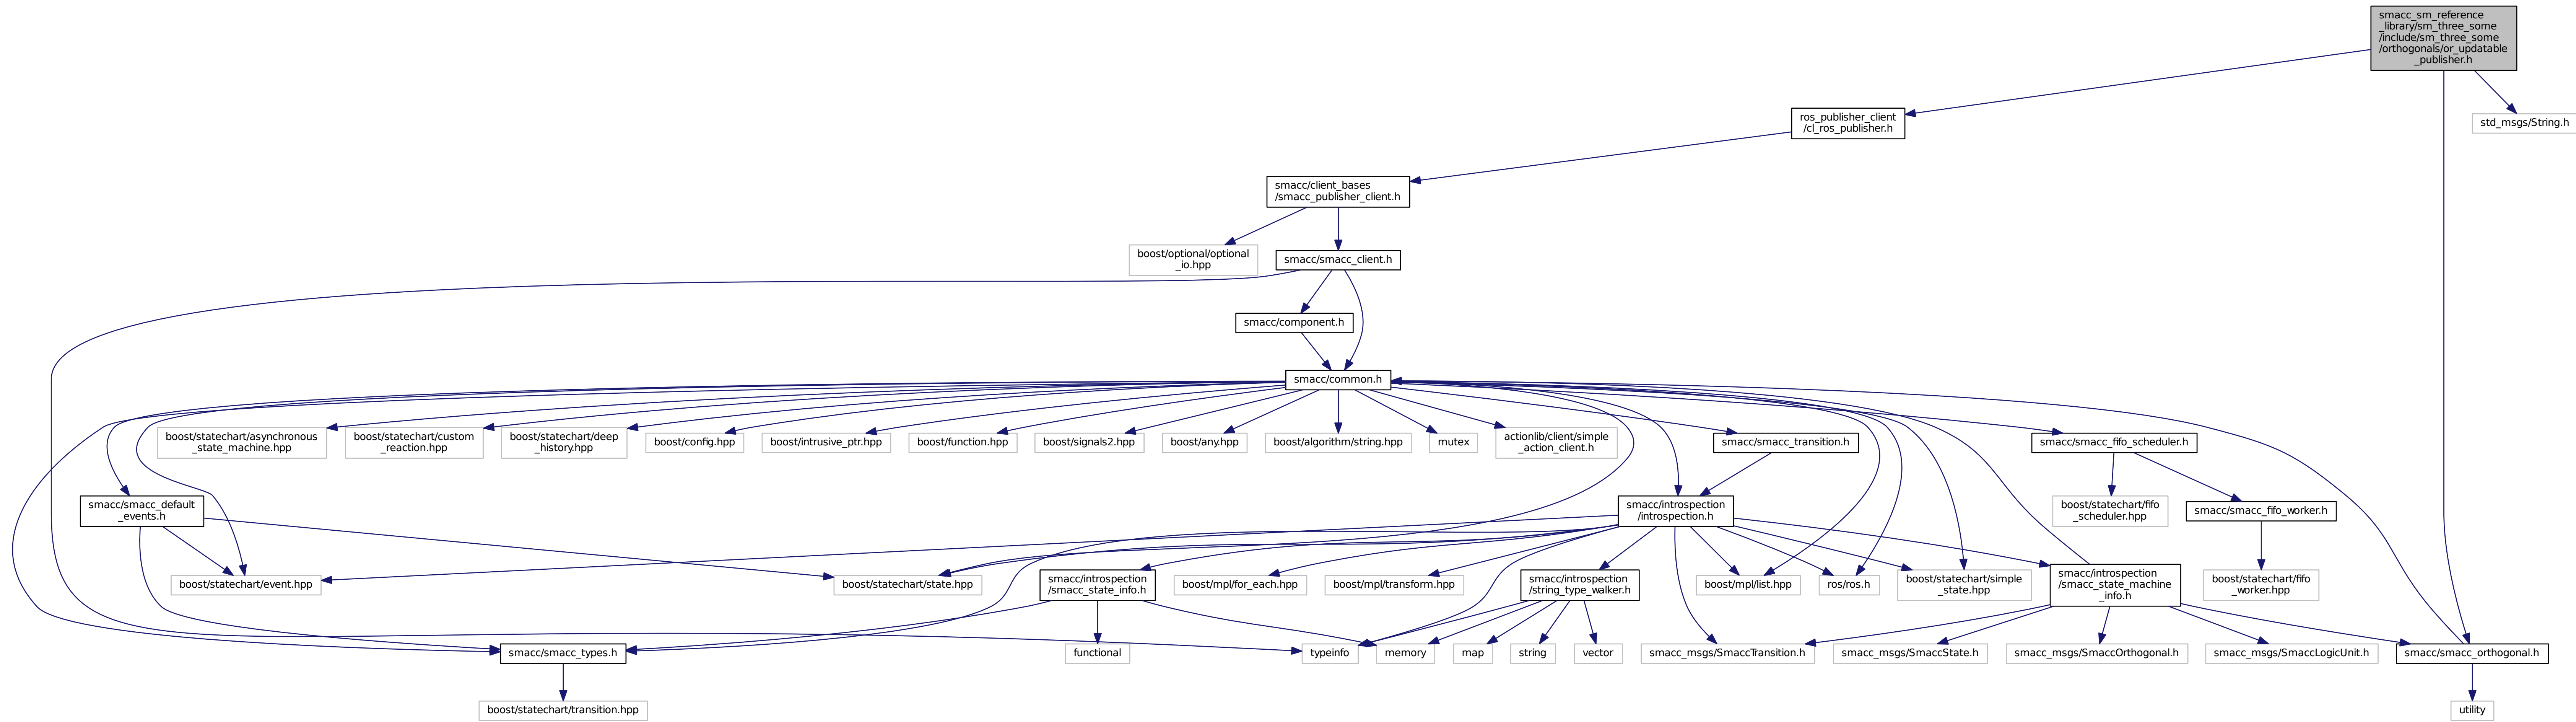 smacc_sm_reference
_library/sm_three_some
/include/sm_three_some
/orthogonals/or_updatable
_publisher.h
ros_publisher_client
/cl_ros_publisher.h
std_msgs/String.h
smacc/client_bases
/smacc_publisher_client.h
boost/optional/optional
_io.hpp
smacc/smacc_client.h
smacc/component.h
smacc/common.h
boost/statechart/asynchronous
_state_machine.hpp
boost/statechart/custom
_reaction.hpp
boost/statechart/deep
_history.hpp
boost/config.hpp
boost/intrusive_ptr.hpp
boost/function.hpp
boost/signals2.hpp
boost/any.hpp
boost/algorithm/string.hpp
mutex
actionlib/client/simple
_action_client.h
smacc/smacc_transition.h
smacc/smacc_fifo_scheduler.h
smacc/smacc_default
_events.h
smacc/introspection
/introspection.h
boost/statechart/fifo
_scheduler.hpp
smacc/smacc_fifo_worker.h
boost/statechart/event.hpp
boost/statechart/state.hpp
smacc/introspection
/smacc_state_info.h
boost/mpl/for_each.hpp
boost/mpl/transform.hpp
smacc/introspection
/string_type_walker.h
boost/mpl/list.hpp
ros/ros.h
boost/statechart/simple
_state.hpp
smacc/introspection
/smacc_state_machine
_info.h
boost/statechart/fifo
_worker.hpp
smacc/smacc_types.h
functional
typeinfo
memory
map
string
vector
smacc_msgs/SmaccTransition.h
smacc_msgs/SmaccState.h
smacc_msgs/SmaccOrthogonal.h
smacc_msgs/SmaccLogicUnit.h
smacc/smacc_orthogonal.h
boost/statechart/transition.hpp
utility